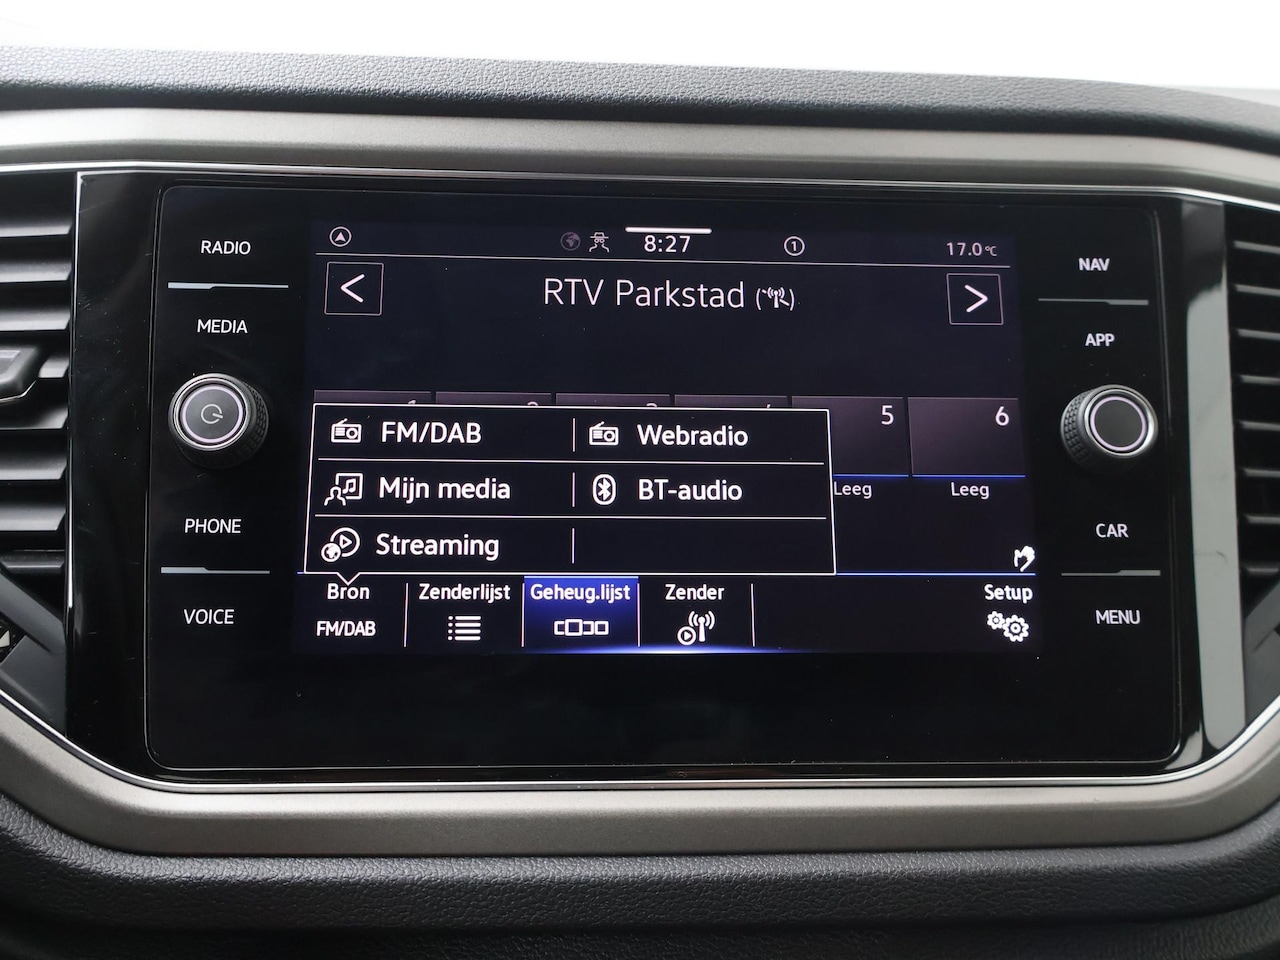 RADIO
MEDIA
PHONE
VOICE
8:27
1
17.0°C
RTV Parkstad
5
6
Leeg
Leeg
FM/DAB
Webradio
Mijn media
BT-audio
Streaming
Bron
FM/DAB
Zenderlijst
Geheug.lijst
Zender
Setup
NAV
APP
CAR
MENU